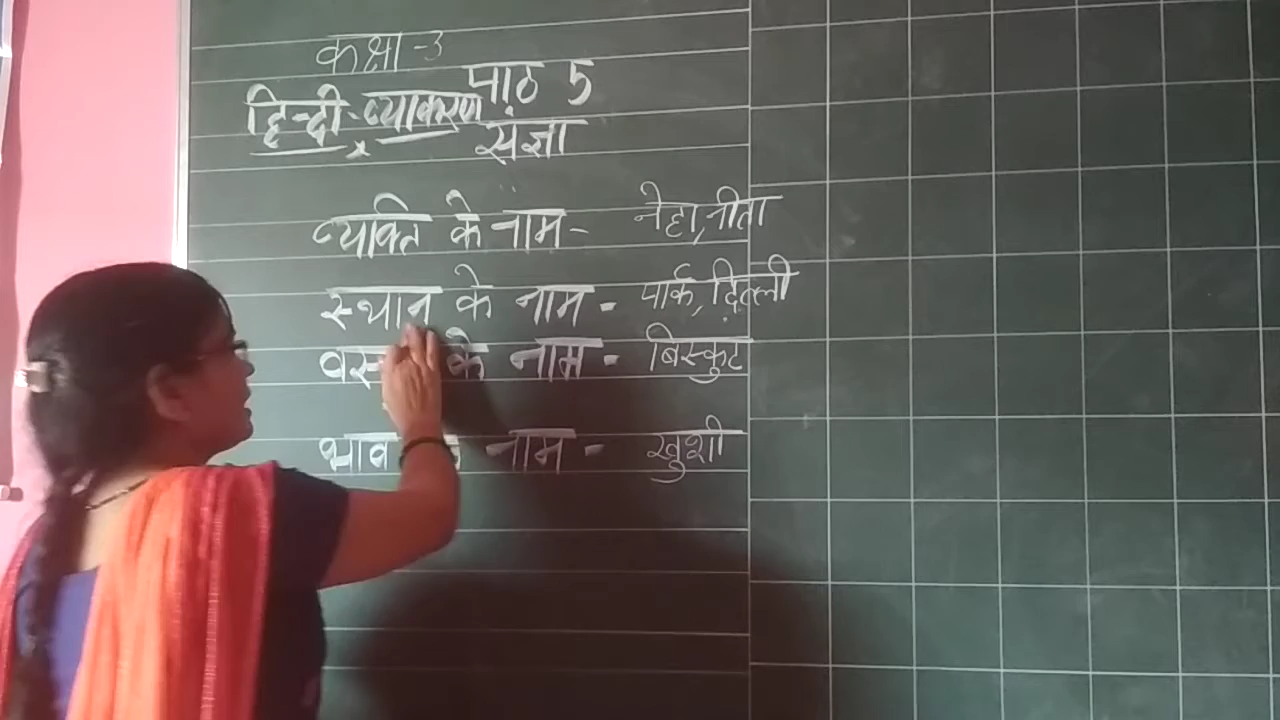 कक्षा -3
हिन्दी - व्याकरण पाठ 5
संज्ञा
व्यक्ति के नाम - नेहा, नीता
स्थान के नाम - पार्क, दिल्ली
के नाम - बिस्कुट
भाव नाम - खुशी